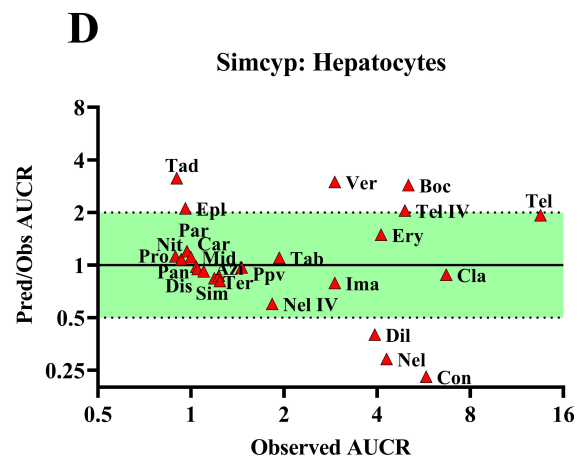 D
Simcyp: Hepatocytes
Pred/Obs AUCR
8
4
2
1
0.5
0.25
Tad
Ver
Boc
Epl
Tel IV
Tel
Par
Ery
Nit
Car
Pro
Mid
Tab
Pan
Azi
Ppv
Cla
Dis
Ter
Ima
Sim
Nel IV
Dil
Nel
Con
0.5
1
2
4
8
16
Observed AUCR